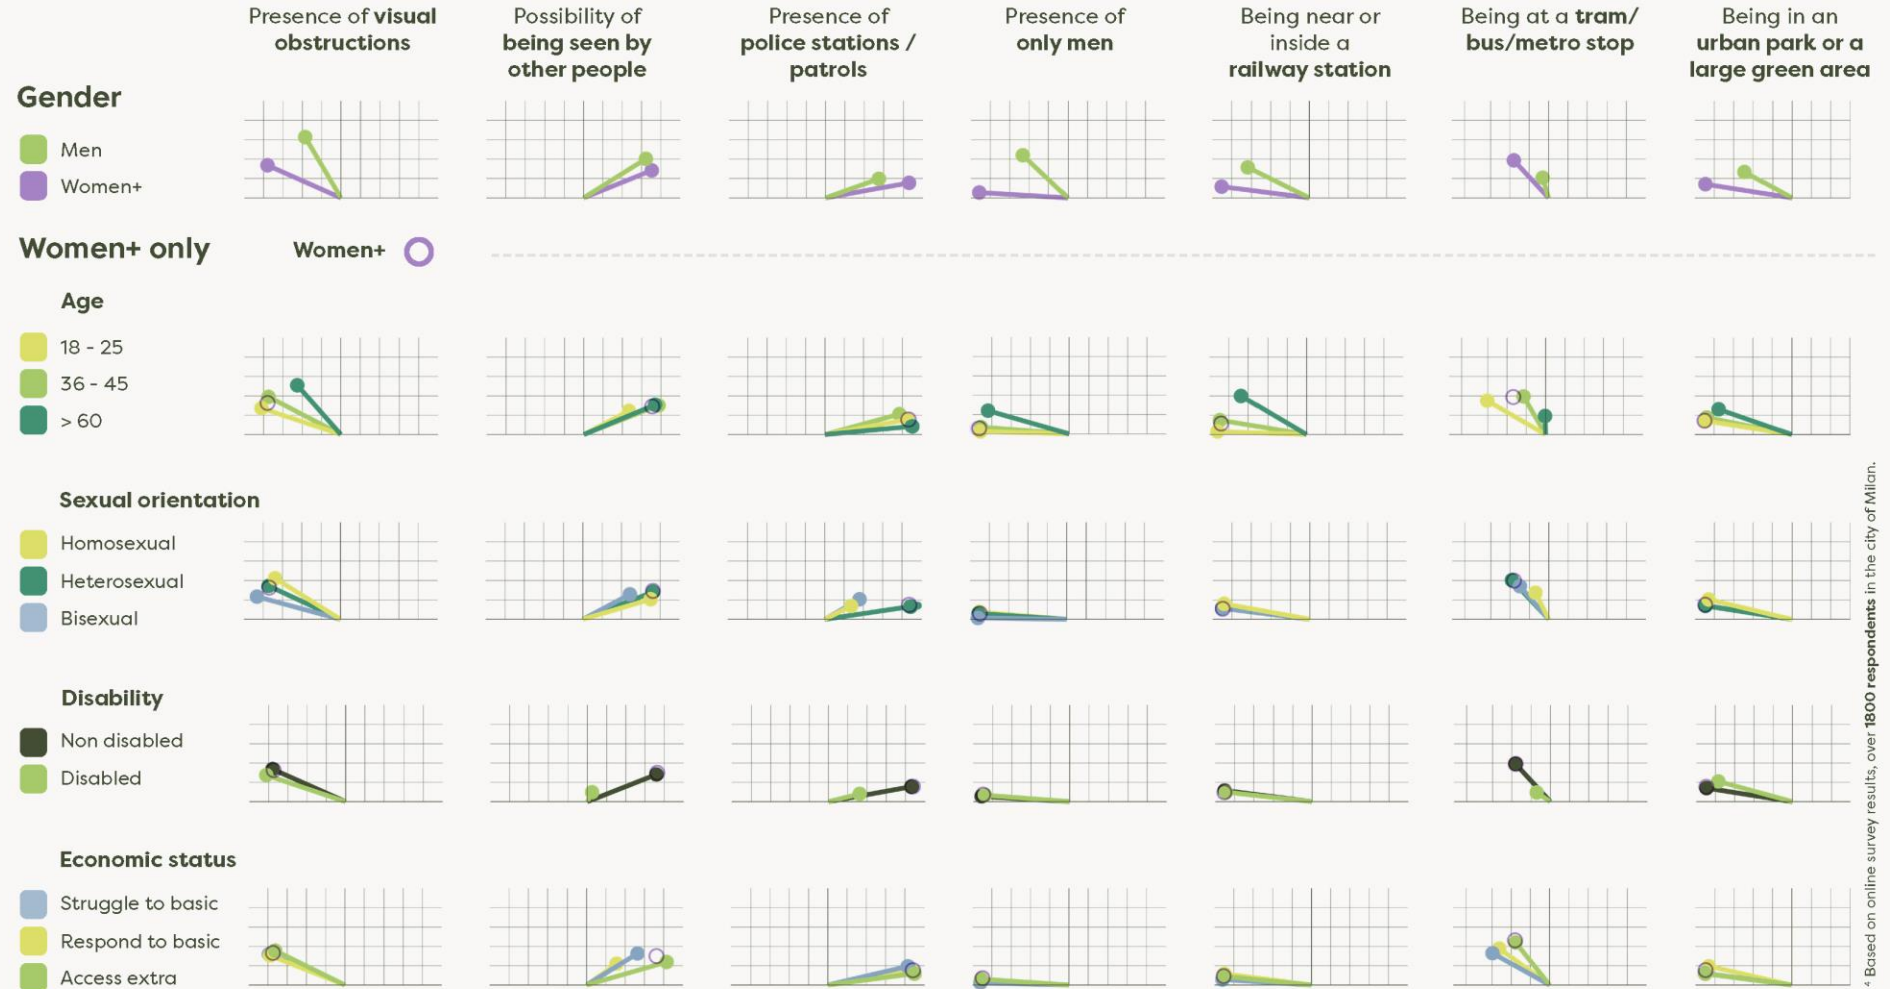 Presence of visual
obstructions
Possibility of
being seen by
other people
Presence of
police stations /
patrols
Presence of
only men
Being near or
inside a
railway station
Being at a tram/
bus/metro stop
Being in an
urban park or a
large green area
Gender
Men
Women+
Women+ only
Women+
Age
18 - 25
36 - 45
> 60
Sexual orientation
Homosexual
Heterosexual
Bisexual
Disability
Non disabled
Disabled
Economic status
Struggle to basic
Respond to basic
Access extra
4 Based on online survey results, over 1800 respondents in the city of Milan.